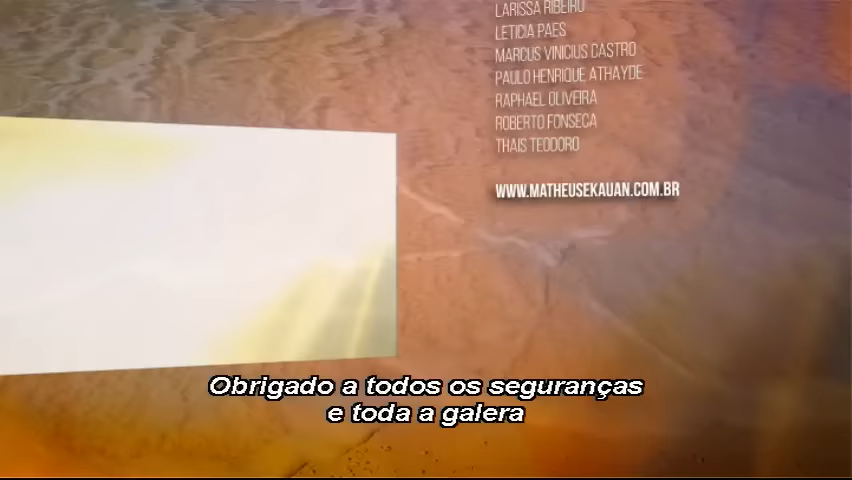 LARISSA RIBEIRO
LETICIA PAES
MARCUS VINICIUS CASTRO
PAULO HENRIQUE ATHAYDE
RAPHAEL OLIVEIRA
ROBERTO FONSECA
THAIS TEODORO
WWW.MATHEUSEKAUAN.COM.BR
Obrigado a todos os seguranças
e toda a galera